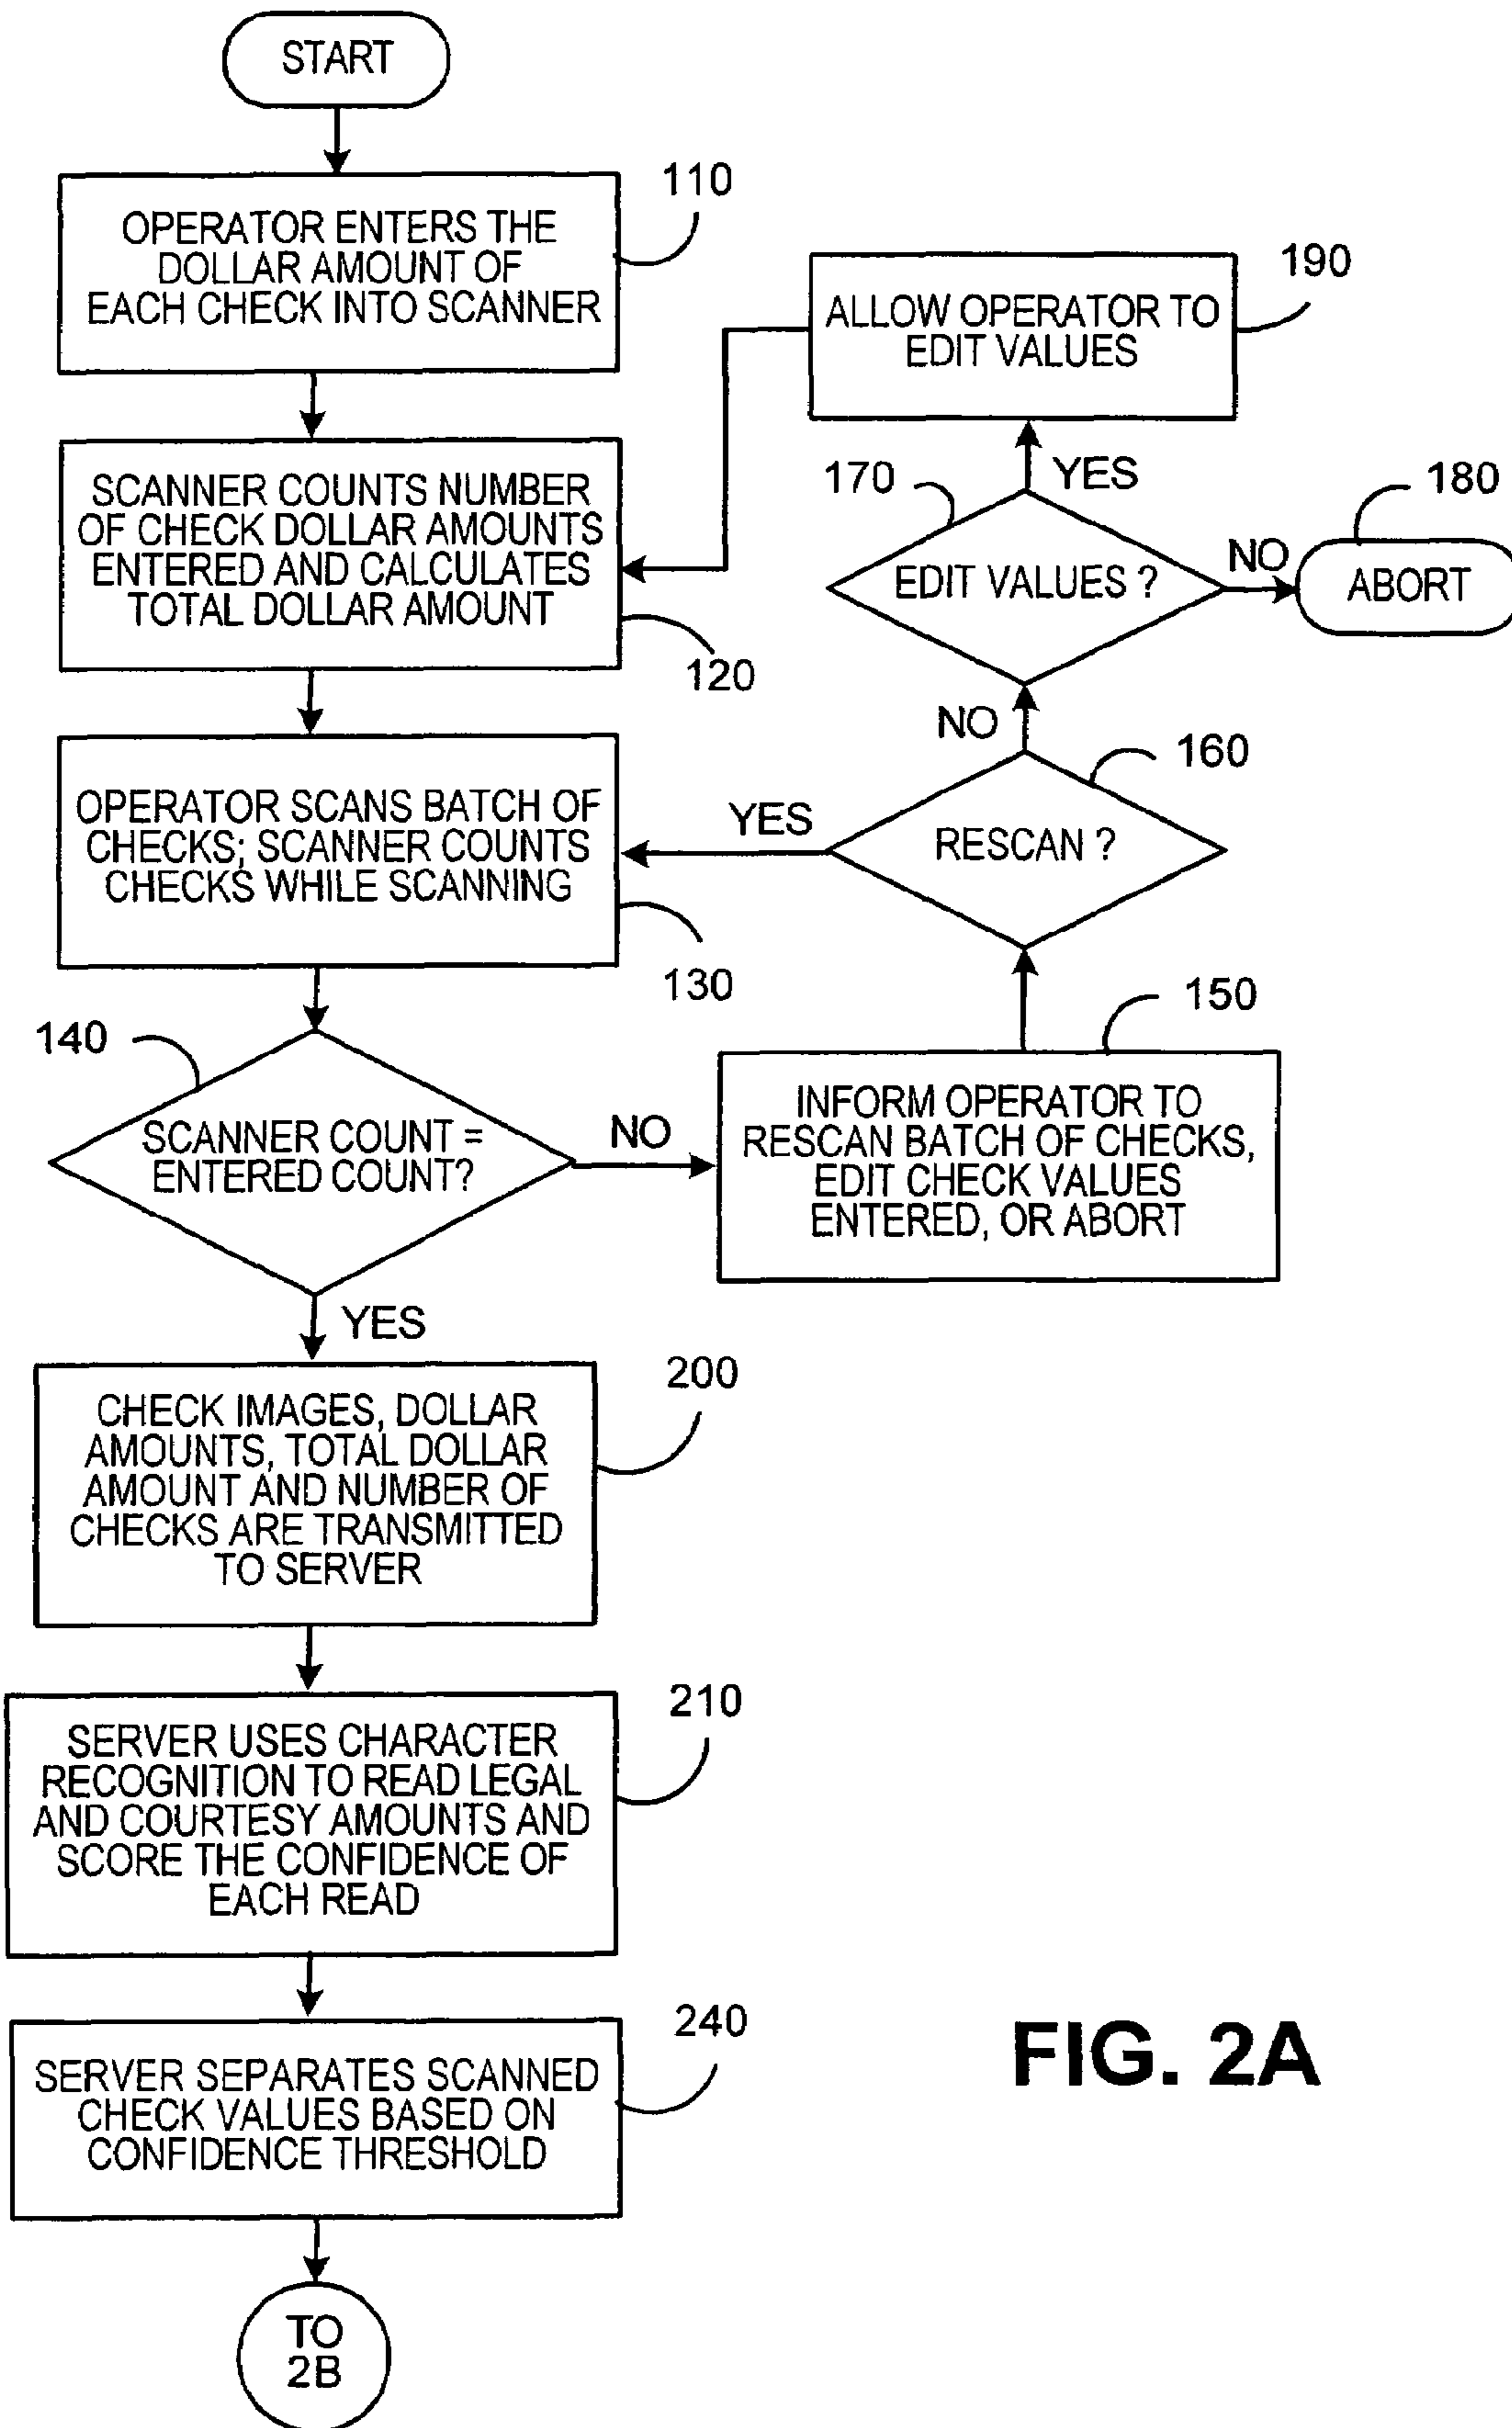 START
110
OPERATOR ENTERS THE
DOLLAR AMOUNT OF
EACH CHECK INTO SCANNER
190
ALLOW OPERATOR TO
EDIT VALUES
SCANNER COUNTS NUMBER
OF CHECK DOLLAR AMOUNTS
ENTERED AND CALCULATES
TOTAL DOLLAR AMOUNT
120
170
YES
180
EDIT VALUES ?
NO
ABORT
NO
160
OPERATOR SCANS BATCH OF
CHECKS; SCANNER COUNTS
CHECKS WHILE SCANNING
130
YES
RESCAN ?
150
140
SCANNER COUNT =
ENTERED COUNT?
NO
INFORM OPERATOR TO
RESCAN BATCH OF CHECKS,
EDIT CHECK VALUES
ENTERED, OR ABORT
YES
200
CHECK IMAGES, DOLLAR
AMOUNTS, TOTAL DOLLAR
AMOUNT AND NUMBER OF
CHECKS ARE TRANSMITTED
TO SERVER
210
SERVER USES CHARACTER
RECOGNITION TO READ LEGAL
AND COURTESY AMOUNTS AND
SCORE THE CONFIDENCE OF
EACH READ
240
SERVER SEPARATES SCANNED
CHECK VALUES BASED ON
CONFIDENCE THRESHOLD
FIG. 2A
TO
2B